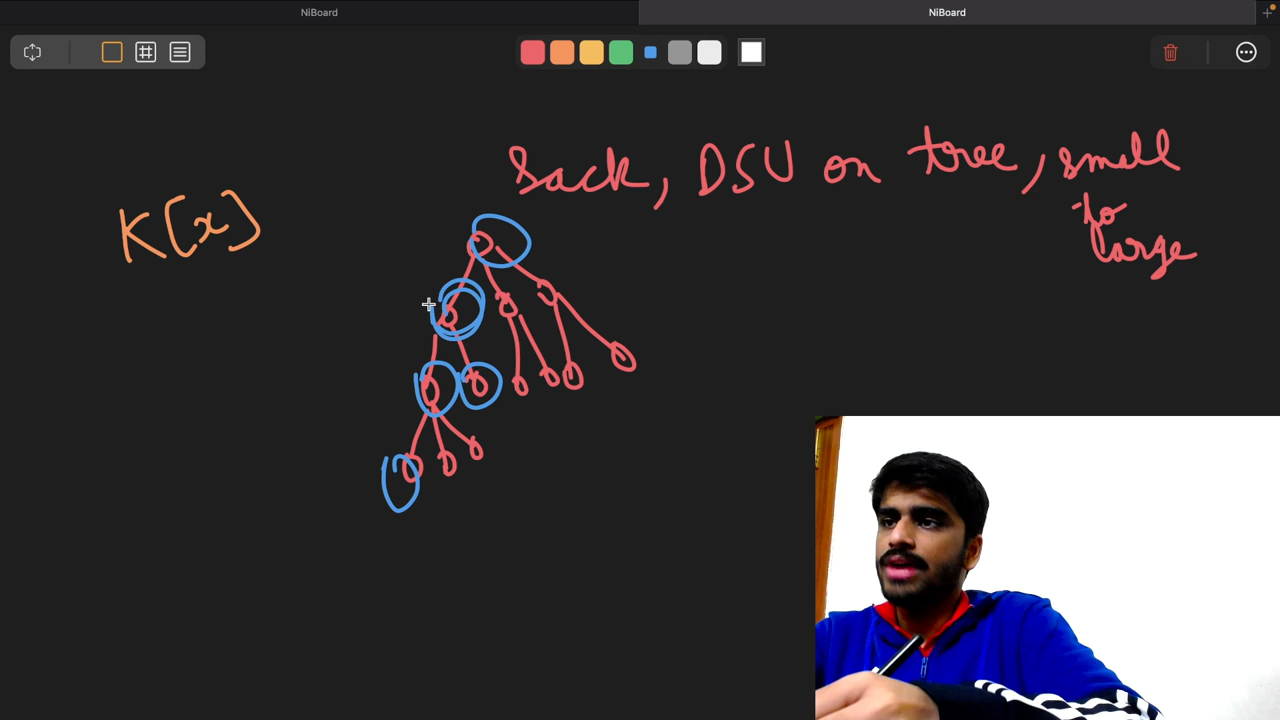 NiBoard
NiBoard
Sack, DSU on tree, small
to
large
K[x]